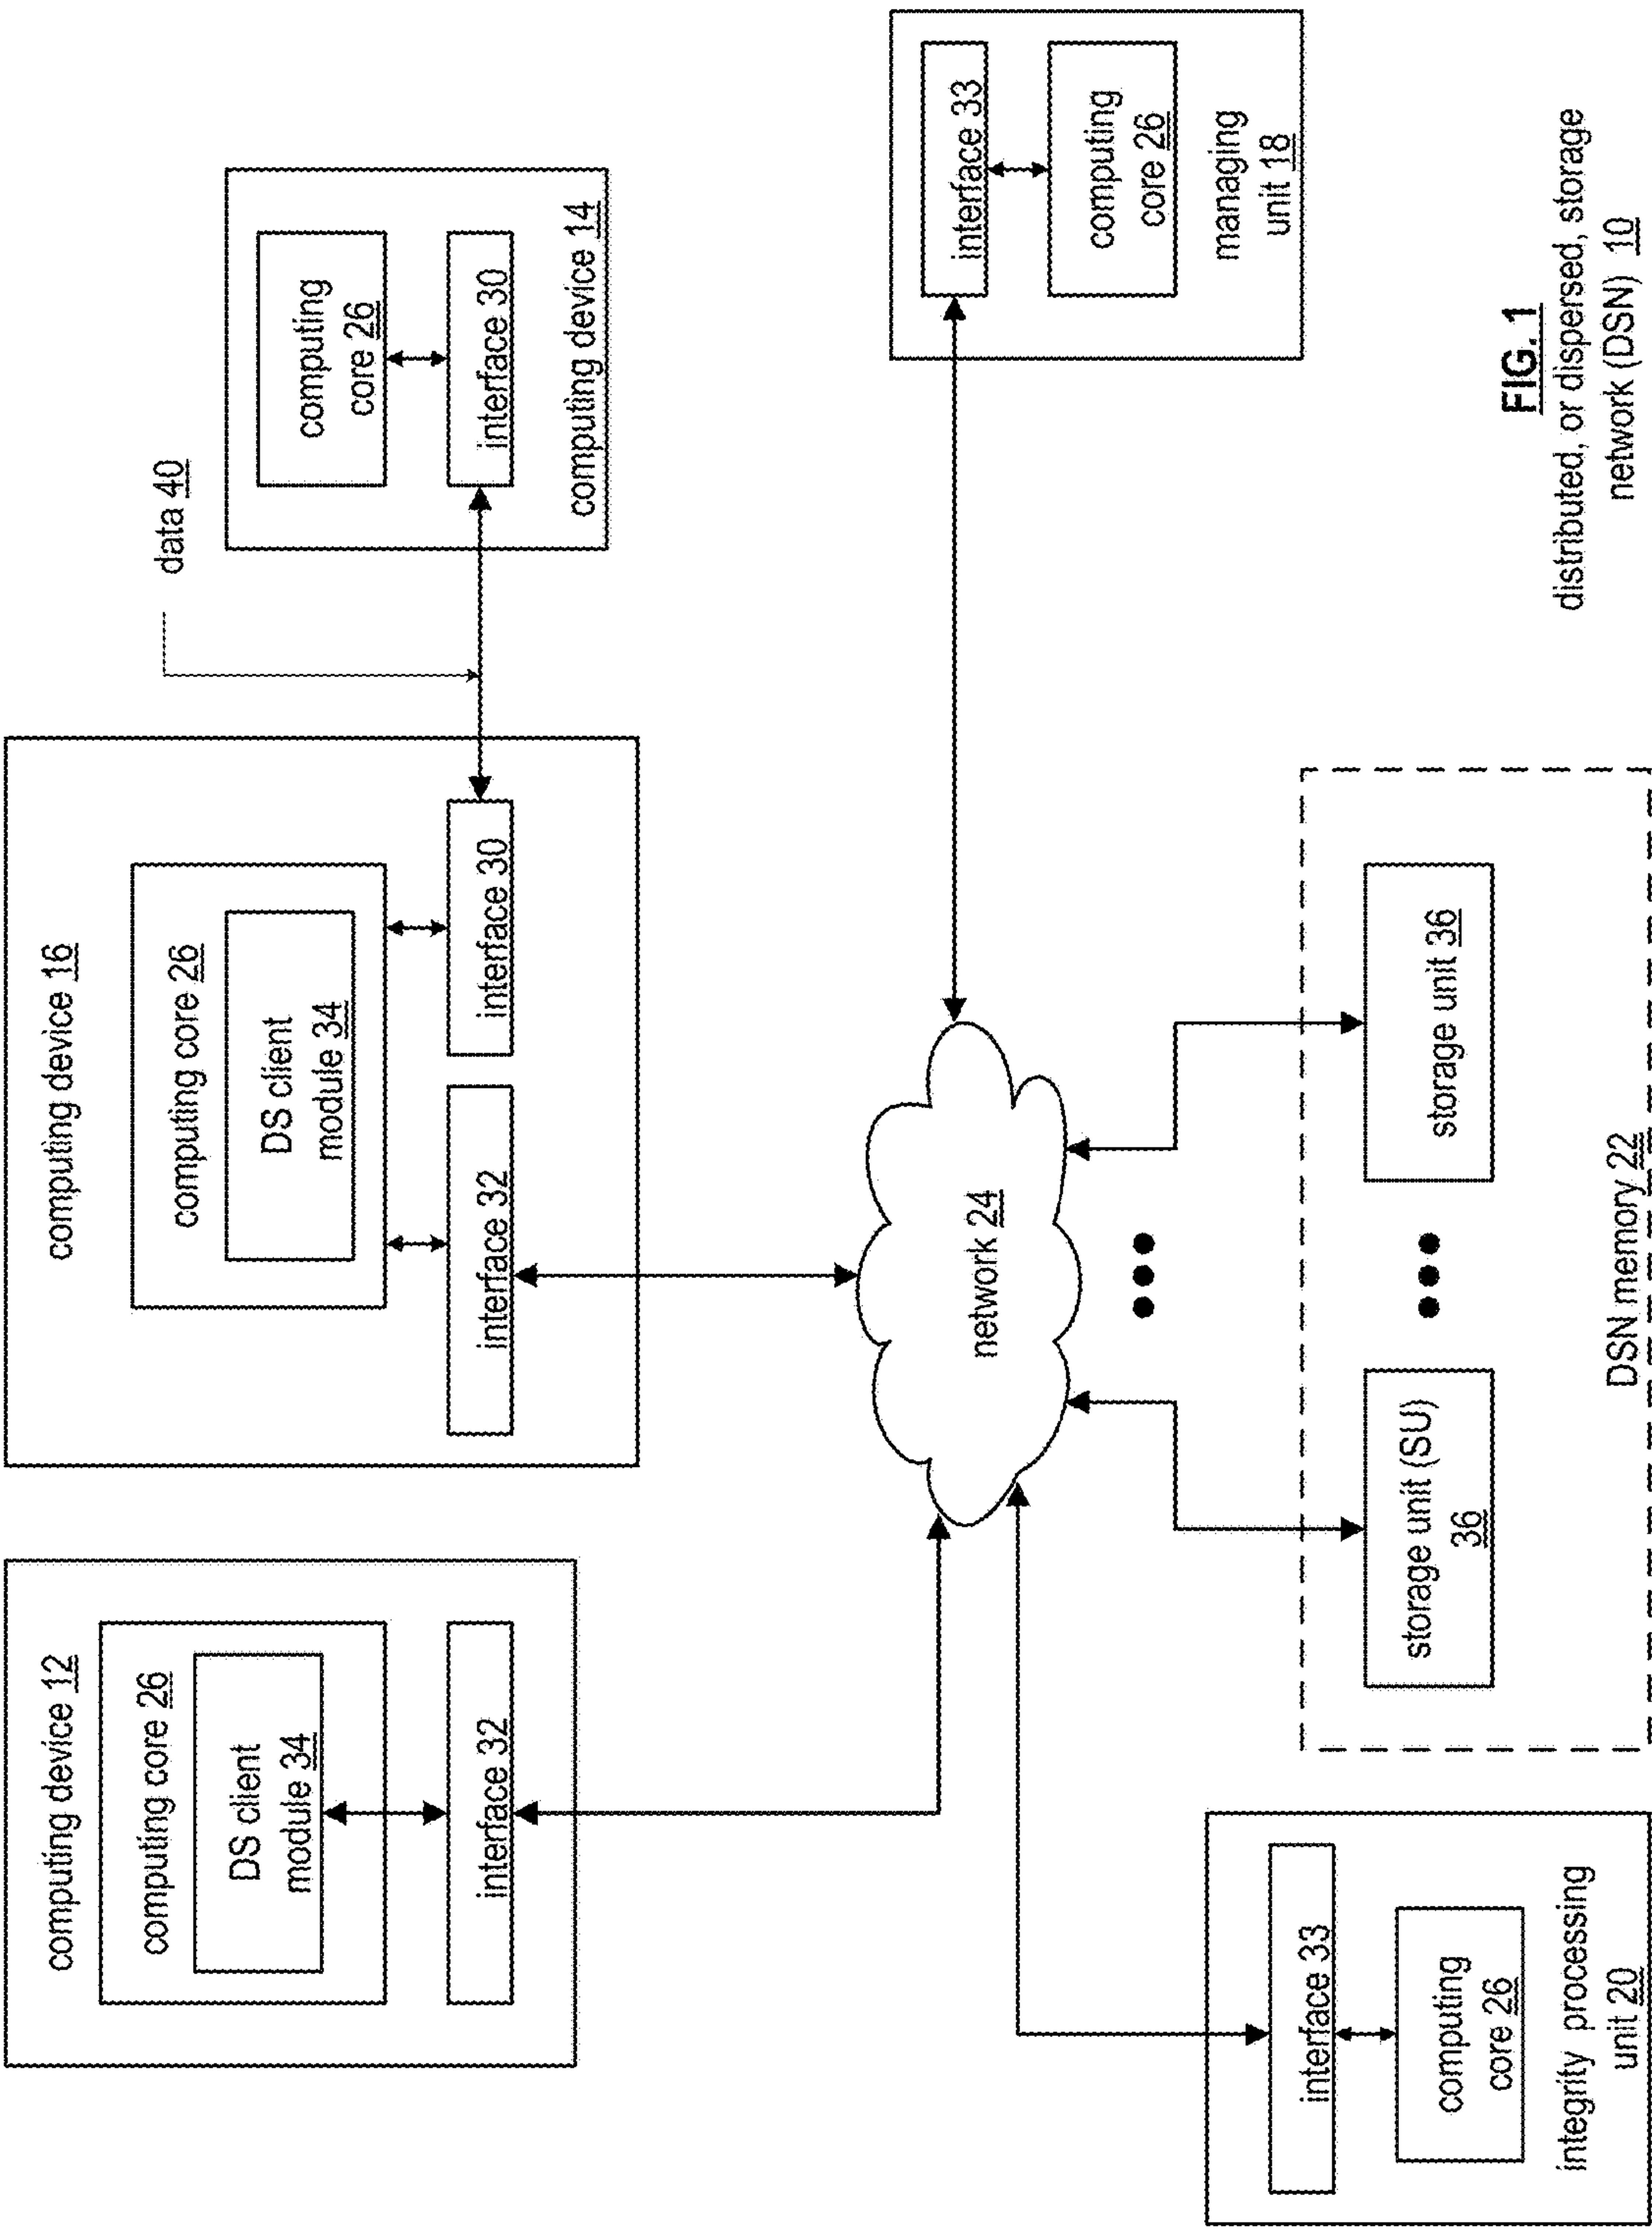 computing device 12
computing core 26
DS client
module 34
interface 32
computing device 16
computing core 26
DS client
module 34
interface 32
interface 30
data 40
computing
core 26
interface 30
computing device 14
network 24
interface 33
computing
core 26
managing
unit 18
interface 33
computing
core 26
integrity processing
unit 20
storage unit (SU)
36
storage unit 36
DSN memory 22
FIG. 1
distributed, or dispersed, storage
network (DSN) 10